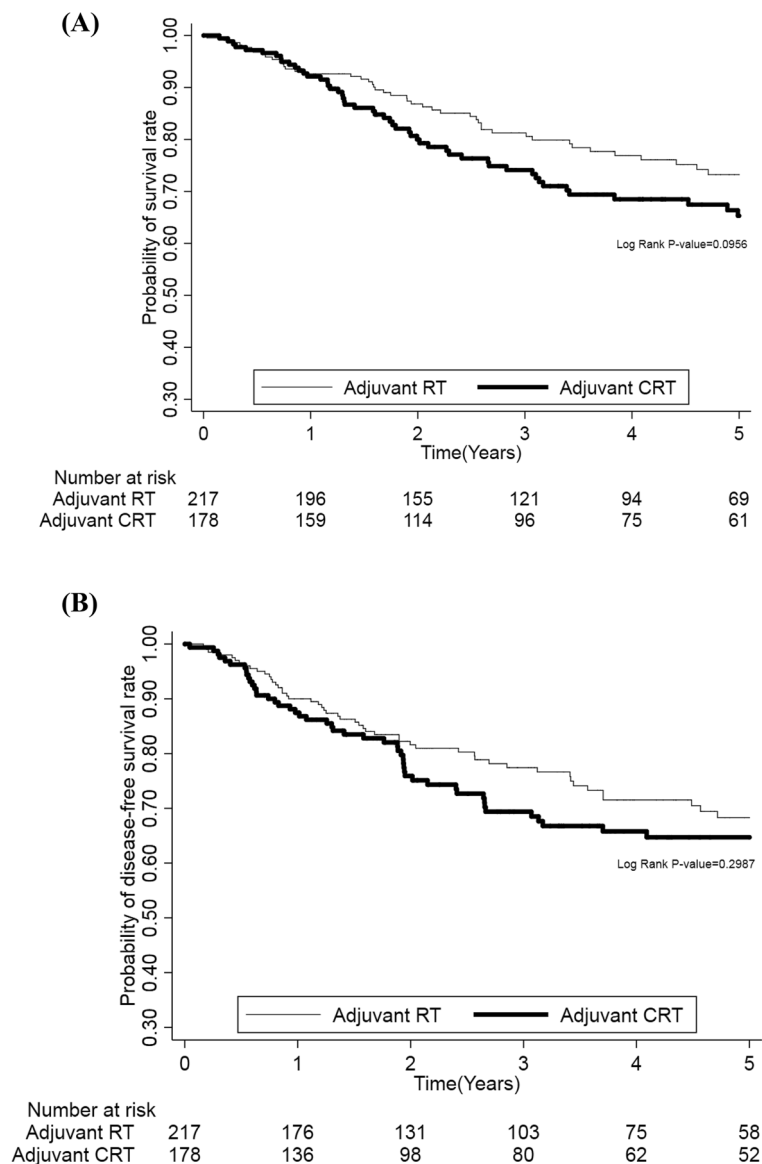 (A)
Probability of survival rate
1.00
0.90
0.80
0.70
0.60
0.50
0.40
0.30
Log Rank P-value=0.0956
Adjuvant RT Adjuvant CRT
0 1 2 3 4 5
Time(Years)
Number at risk
Adjuvant RT 217 196 155 121 94 69
Adjuvant CRT 178 159 114 96 75 61
(B)
Probability of disease-free survival rate
1.00
0.90
0.80
0.70
0.60
0.50
0.40
0.30
Log Rank P-value=0.2987
Adjuvant RT Adjuvant CRT
0 1 2 3 4 5
Time(Years)
Number at risk
Adjuvant RT 217 176 131 103 75 58
Adjuvant CRT 178 136 98 80 62 52